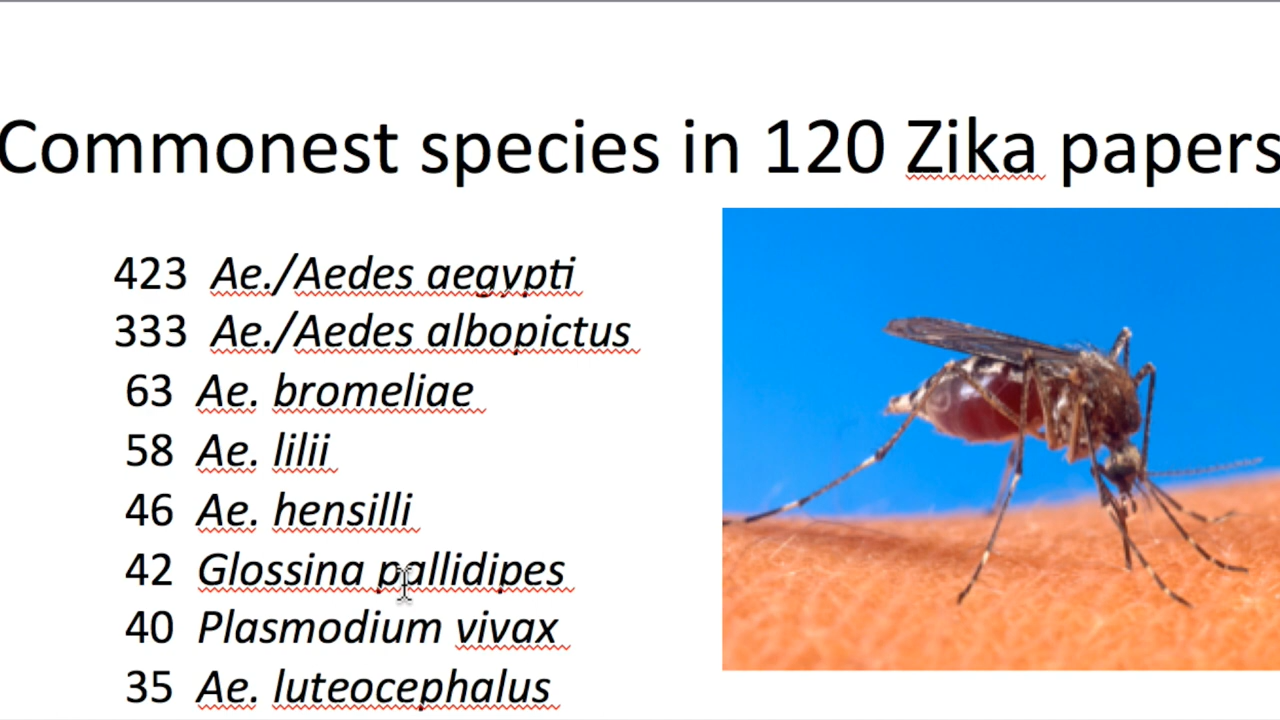 Commonest species in 120 Zika papers
423 Ae./Aedes aegypti
333 Ae./Aedes albopictus
63 Ae. bromeliae
58 Ae. lilii
46 Ae. hensilli
42 Glossina pallidipes
40 Plasmodium vivax
35 Ae. luteocephalus